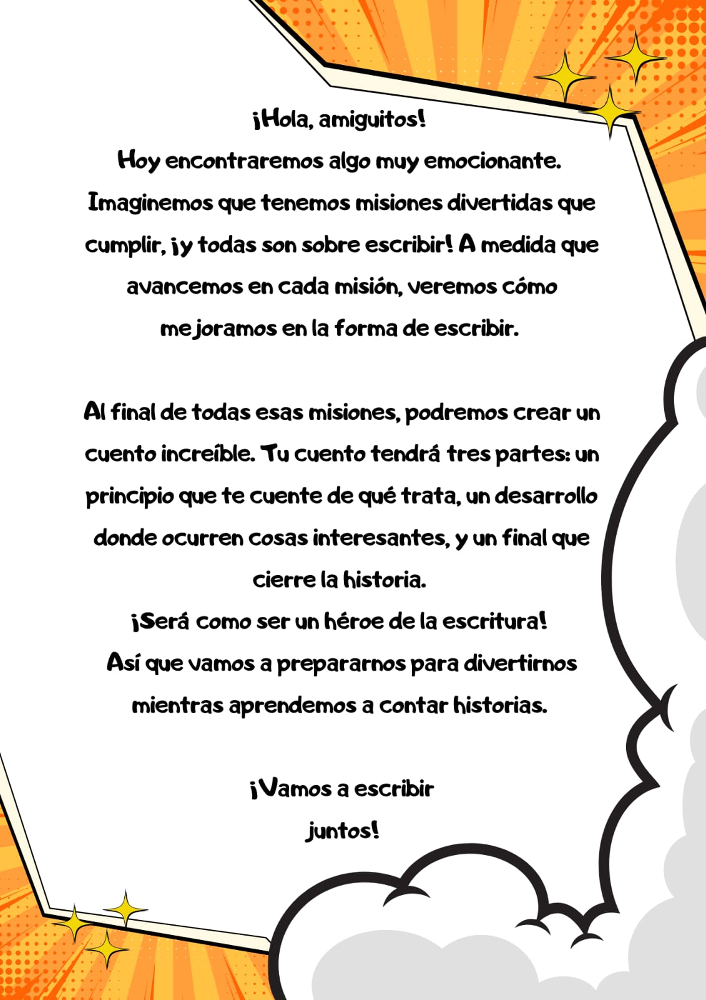 ¡Hola, amiguitos!
Hoy encontraremos algo muy emocionante.
Imaginemos que tenemos misiones divertidas que
cumplir, ¡y todas son sobre escribir! A medida que
avancemos en cada misión, veremos cómo
mejoramos en la forma de escribir.
Al final de todas esas misiones, podremos crear un
cuento increíble. Tu cuento tendrá tres partes: un
principio que te cuente de qué trata, un desarrollo
donde ocurren cosas interesantes, y un final que
cierre la historia.
¡Será como ser un héroe de la escritura!
Así que vamos a prepararnos para divertirnos
mientras aprendemos a contar historias.
¡Vamos a escribir
juntos!